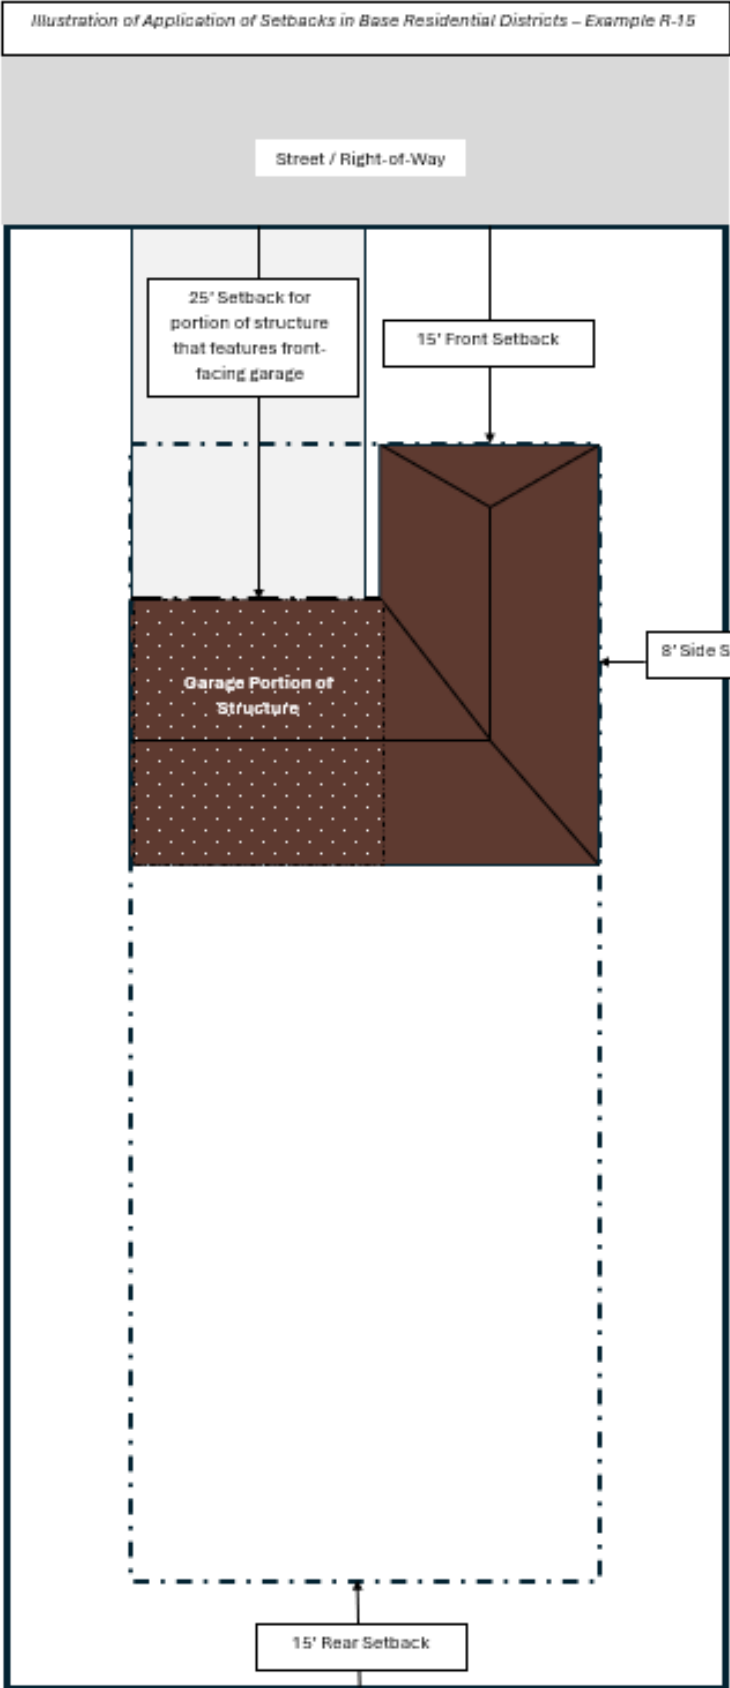 Illustration of Application of Setbacks in Base Residential Districts – Example R-15
Street / Right-of-Way
25' Setback for
portion of structure
that features front-
facing garage
15' Front Setback
Garage Portion of
Structure
8' Side S
15' Rear Setback